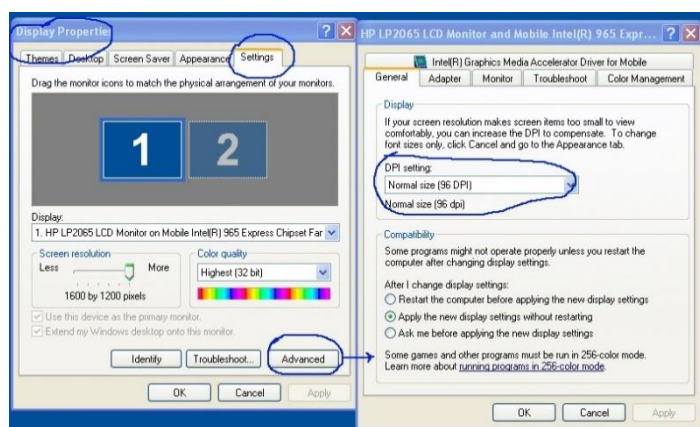 Display Properties
Themes Desktop Screen Saver Appearance Settings
Drag the monitor icons to match the physical arrangement of your monitors.
1
2
Display:
1. HP LP2065 LCD Monitor on Mobile Intel(R) 965 Express Chipset Far
Screen resolution
Less More
1600 by 1200 pixels
Color quality
Highest (32 bit)
Use this device as the primary monitor.
Extend my Windows desktop onto this monitor.
Identify Troubleshoot... Advanced
OK Cancel Apply
HP LP2065 LCD Monitor and Mobile Intel(R) 965 Expr...
Intel(R) Graphics Media Accelerator Driver for Mobile
General Adapter Monitor Troubleshoot Color Management
Display
If your screen resolution makes screen items too small to view
comfortably, you can increase the DPI to compensate. To change
font sizes only, click Cancel and go to the Appearance tab.
DPI setting:
Normal size (96 DPI)
Normal size (96 dpi)
Compatibility
Some programs might not operate properly unless you restart the
computer after changing display settings.
After I change display settings:
Restart the computer before applying the new display settings
Apply the new display settings without restarting
Ask me before applying the new display settings
Some games and other programs must be run in 256-color mode.
Learn more about running programs in 256-color mode.
OK Cancel Apply